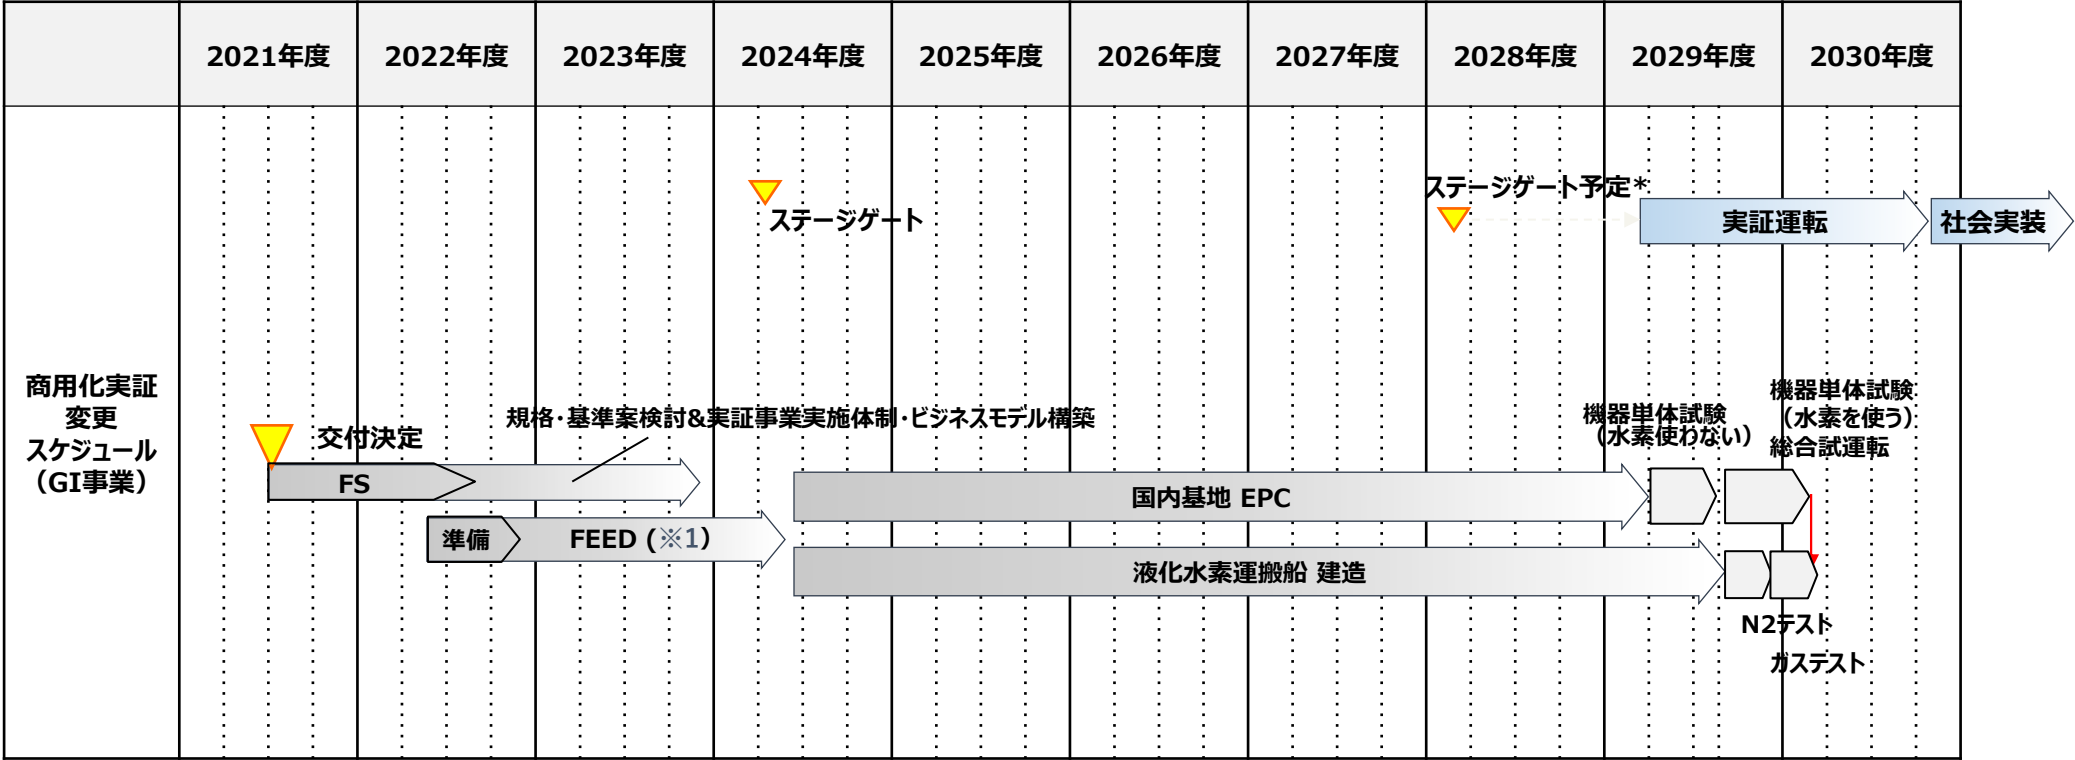 2021年度
2022年度
2023年度
2024年度
2025年度
2026年度
2027年度
2028年度
2029年度
2030年度
商用化実証
変更
スケジュール
（GI事業）
ステージゲート
ステージゲート予定*
実証運転
社会実装
交付決定
規格・基準案検討&実証事業実施体制・ビジネスモデル構築
機器単体試験
（水素使わない）
機器単体試験
（水素を使う）
総合試運転
FS
国内基地 EPC
準備
FEED (※1)
液化水素運搬船 建造
N2テスト
ガステスト